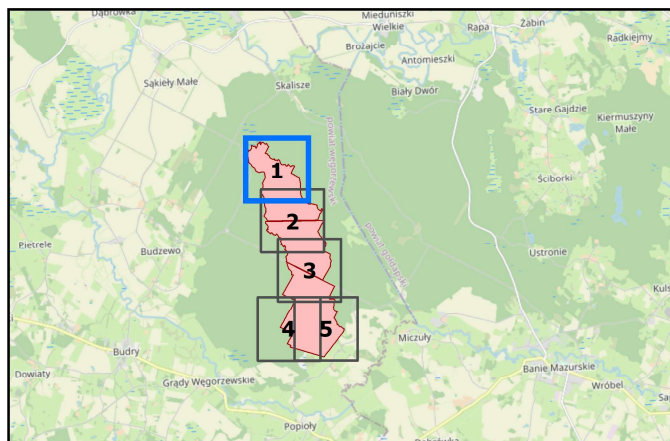 Dąbrówka
Mieduniszki
Wielkie
Rapa
Żabin
Brożajcie
Radkiejmy
Antomieszki
Sąkieły Małe
Skalisze
Biały Dwór
Stare Gajdzie
Kiermuszyny
Małe
powiat węgorzewski
1
Ściborki
2
powiat gołdapski
Pietrele
Budzewo
Ustronie
3
4
5
Miczuły
Budry
Banie Mazurskie
Dowiaty
Grądy Węgorzewskie
Wróbel
Popioły